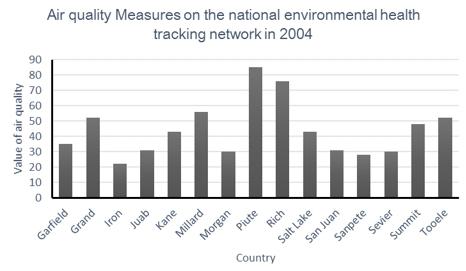 Air quality Measures on the national environmental health
tracking network in 2004
Value of air quality
90
80
70
60
50
40
30
20
10
0
Garfield
Grand
Iron
Juab
Kane
Millard
Morgan
Piute
Rich
Salt Lake
San Juan
Sanpete
Sevier
Summit
Tooele
Country